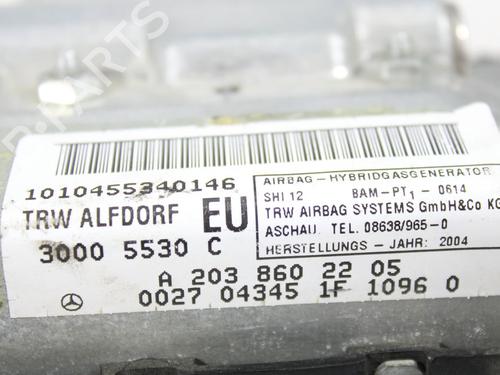 1010455340146
TRW ALFDORF EU
30005 5530 C
AIRBAG - HYBRIDGASGENERATOR
SHI 12 BAM-PT1 - 0614
TRW AIRBAG SYSTEMS GmbH&Co KG
ASCHAU TEL. 08638/965-0
HERSTELLUNGS - JAHR: 2004
A 203 860 22 05
0027 04345 1F 1096 0